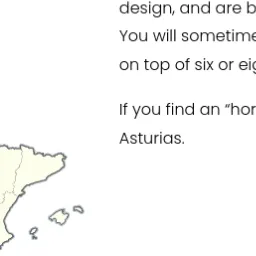 design, and are b
You will sometime
on top of six or eig
If you find an “hor
Asturias.